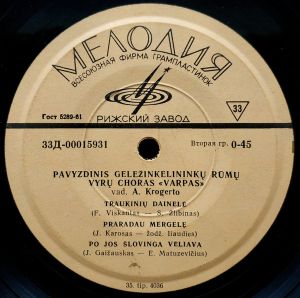 МЕЛОДИЯ
ВСЕСОЮЗНАЯ ФИРМА ГРАМПЛАСТИНОК
Гост 5289-61
33
РИЖСКИЙ ЗАВОД
33Д-00015931
Вторая гр. 0-45
PAVYZDINIS GELEŽINKELININKŲ RŪMŲ
VYRŲ CHORAS «VARPAS»
vad. A. Krogerto
TRAUKINIŲ DAINELĖ
(F. Viskantas — S. Žlibinas)
PRARADAU MERGELĘ
(J. Karosas — žodž. liaudies)
PO JOS ŠLOVINGA VĖLIAVA
(J. Gaižauskas — E. Matuzevičius)
35. tip. 4036